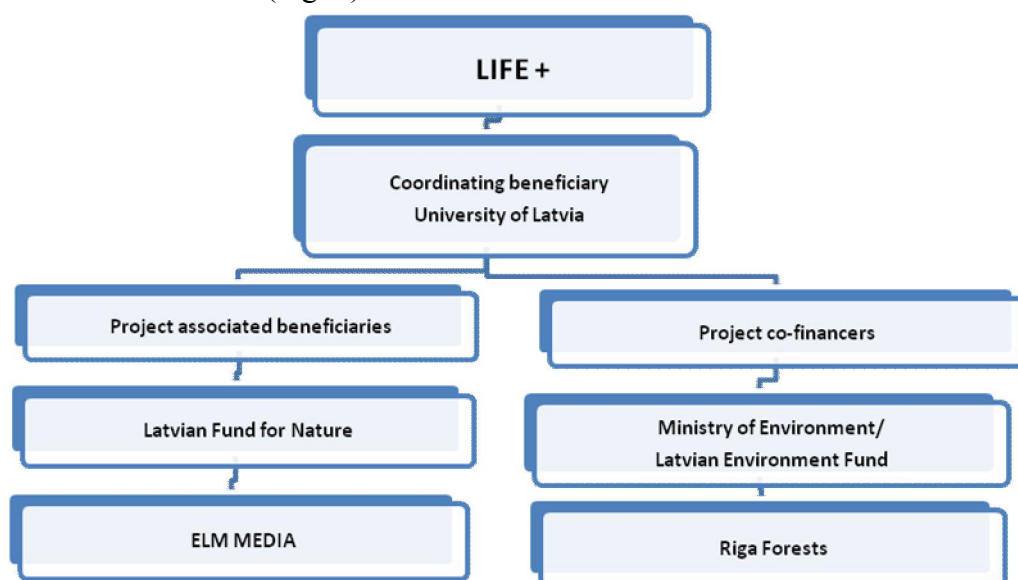 LIFE +
Coordinating beneficiary
University of Latvia
Project associated beneficiaries
Project co-financers
Latvian Fund for Nature
Ministry of Environment/
Latvian Environment Fund
ELM MEDIA
Riga Forests